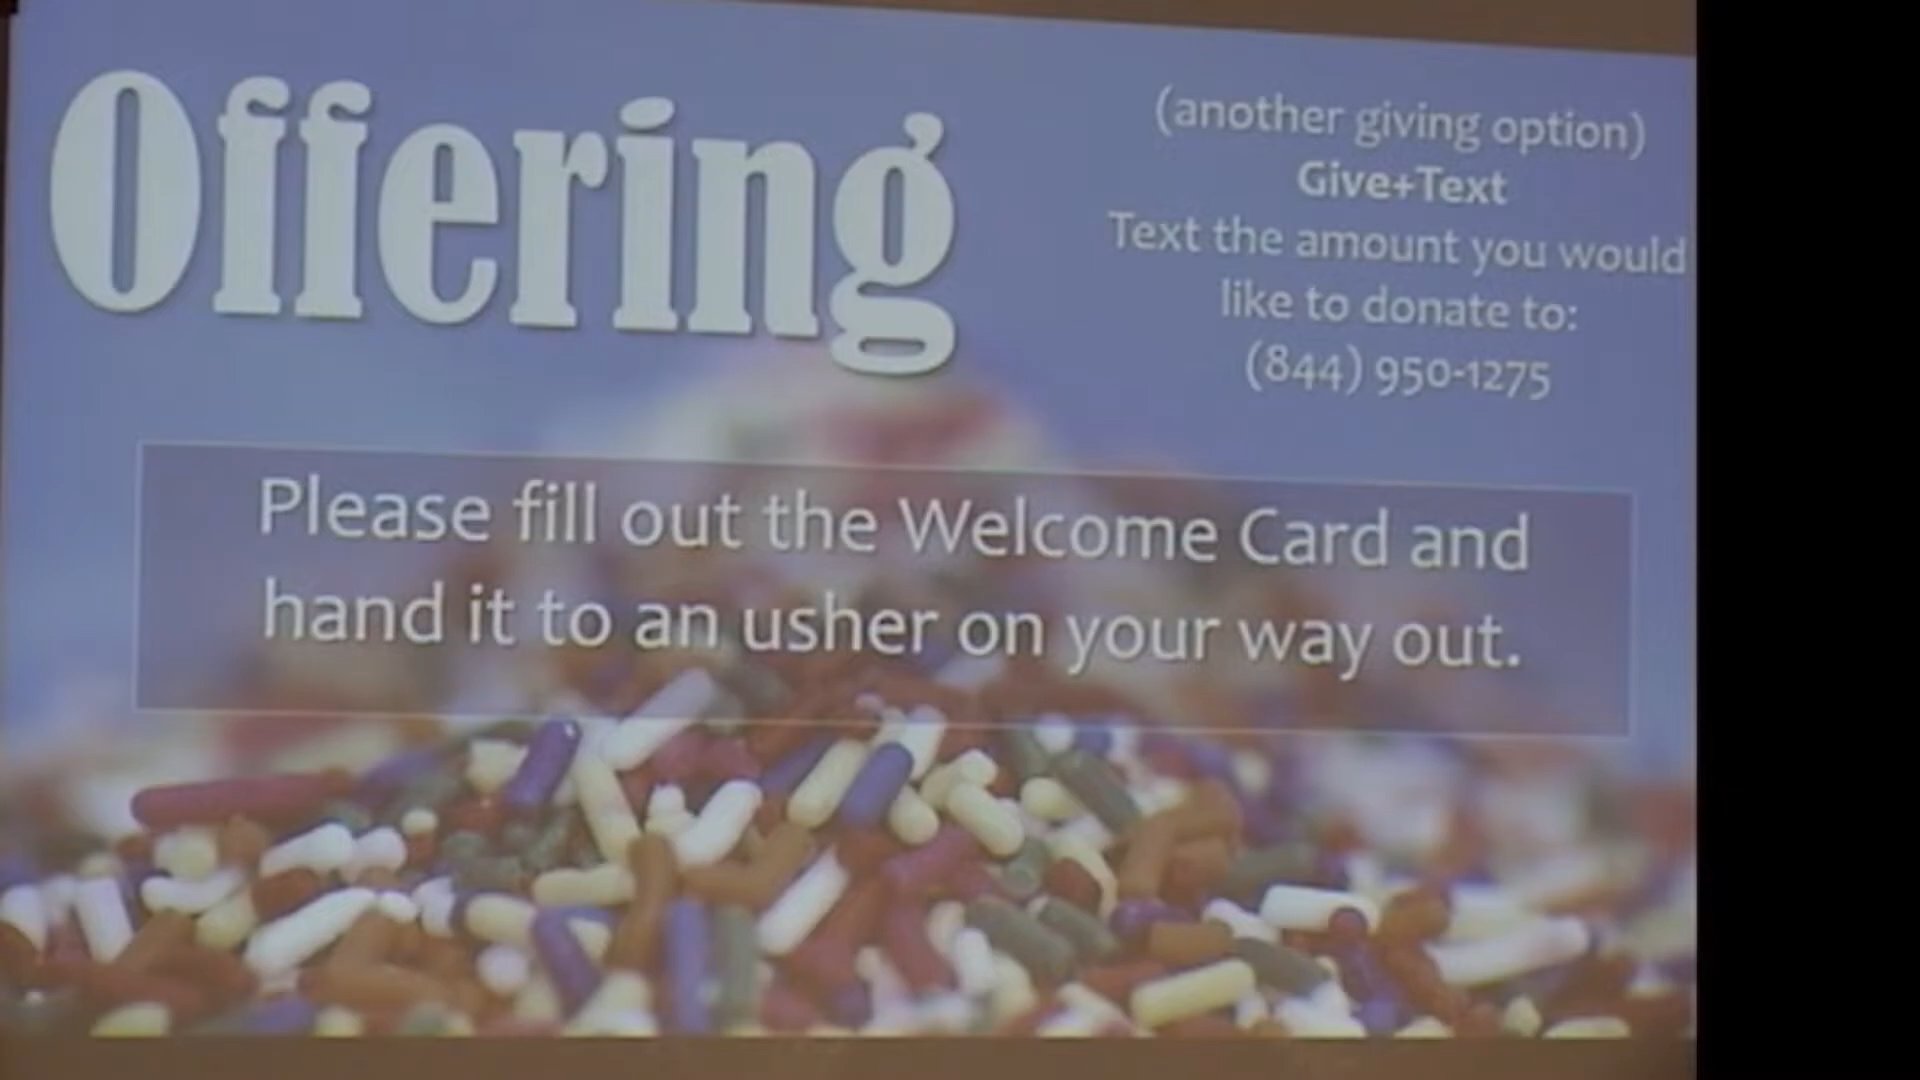 Offering
(another giving option)
Give+Text
Text the amount you would
like to donate to:
(844) 950-1275
Please fill out the Welcome Card and
hand it to an usher on your way out.